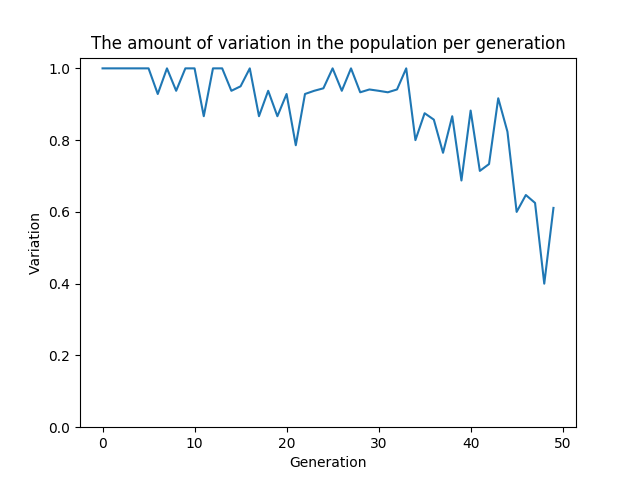 The amount of variation in the population per generation
1.0
0.8
0.6
0.4
0.2
0.0
Variation
0 10 20 30 40 50
Generation